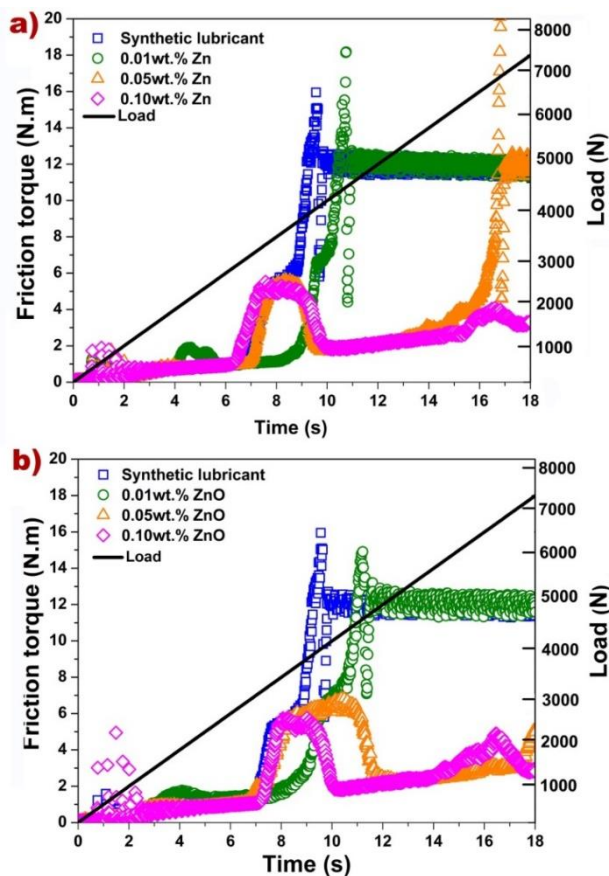 a)
Synthetic lubricant
0.01wt.% Zn
0.05wt.% Zn
0.10wt.% Zn
Load
Friction torque (N.m)
20
18
16
14
12
10
8
6
4
2
0
Load (N)
8000
7000
6000
5000
4000
3000
2000
1000
0 2 4 6 8 10 12 14 16 18
Time (s)
b)
Synthetic lubricant
0.01wt.% ZnO
0.05wt.% ZnO
0.10wt.% ZnO
Load
Friction torque (N.m)
20
18
16
14
12
10
8
6
4
2
0
Load (N)
8000
7000
6000
5000
4000
3000
2000
1000
0 2 4 6 8 10 12 14 16 18
Time (s)